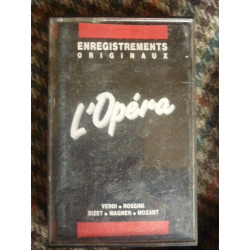 ENREGISTREMENTS
ORIGINAUX
L'Opéra
VERDI ● ROSSINI
BIZET ● WAGNER ● MOZART